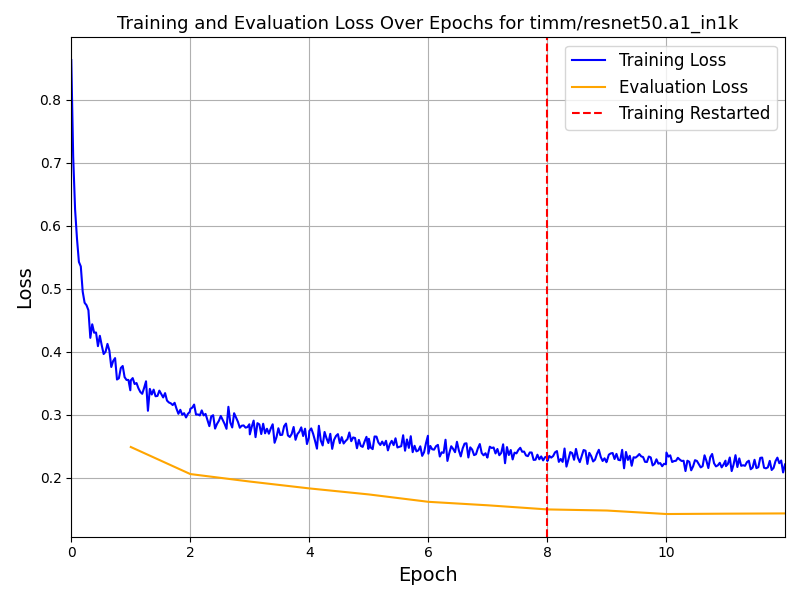 Training and Evaluation Loss Over Epochs for timm/resnet50.a1_in1k
Training Loss
Evaluation Loss
Training Restarted
Loss
0.8
0.7
0.6
0.5
0.4
0.3
0.2
0 2 4 6 8 10
Epoch